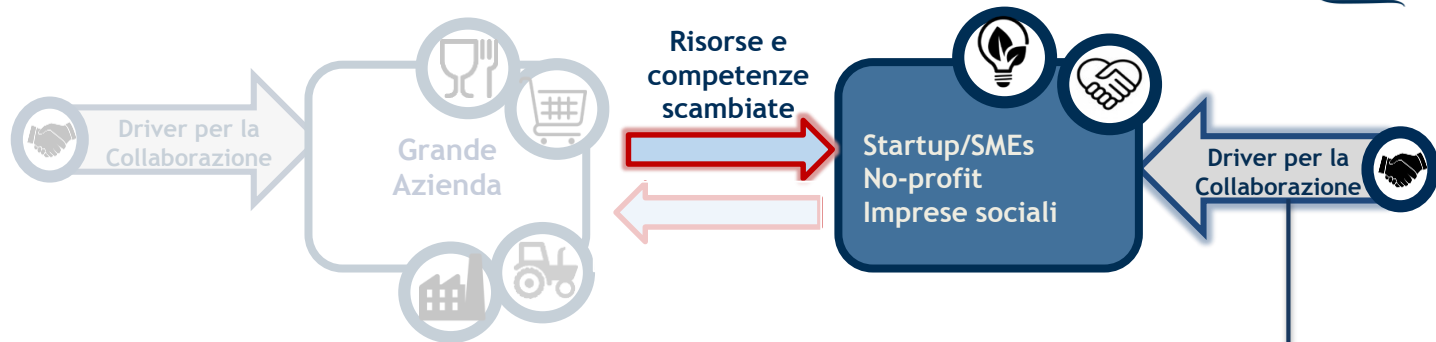 Driver per la
Collaborazione
Grande
Azienda
Risorse e
competenze
scambiate
Startup/SMEs
No-profit
Imprese sociali
Driver per la
Collaborazione